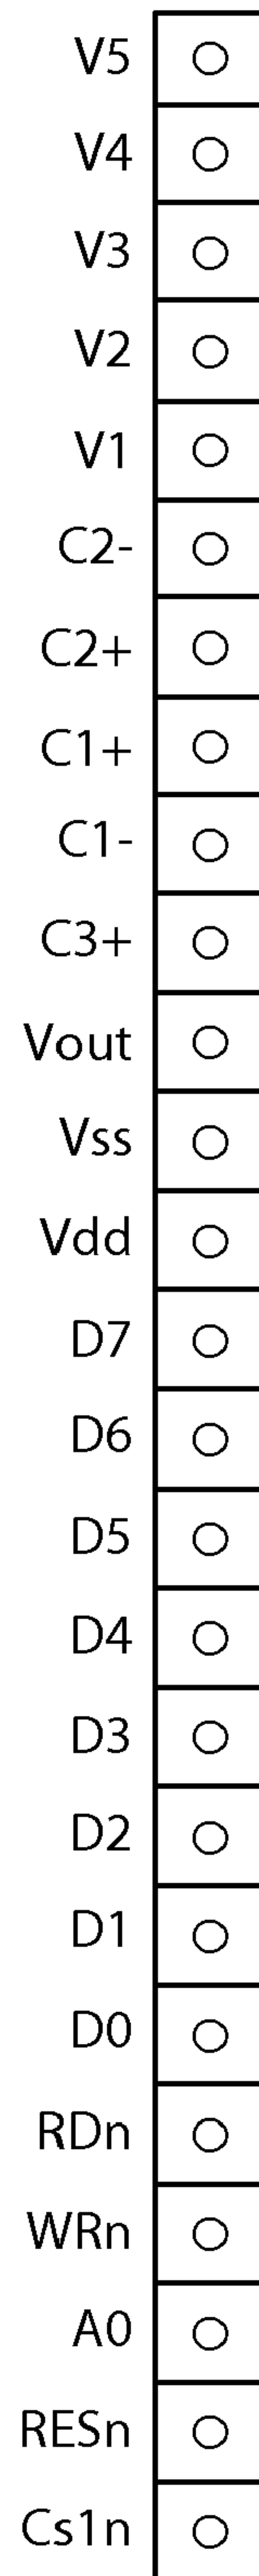 V5
V4
V3
V2
V1
C2-
C2+
C1+
C1-
C3+
Vout
Vss
Vdd
D7
D6
D5
D4
D3
D2
D1
D0
RDn
WRn
A0
RESn
Cs1n